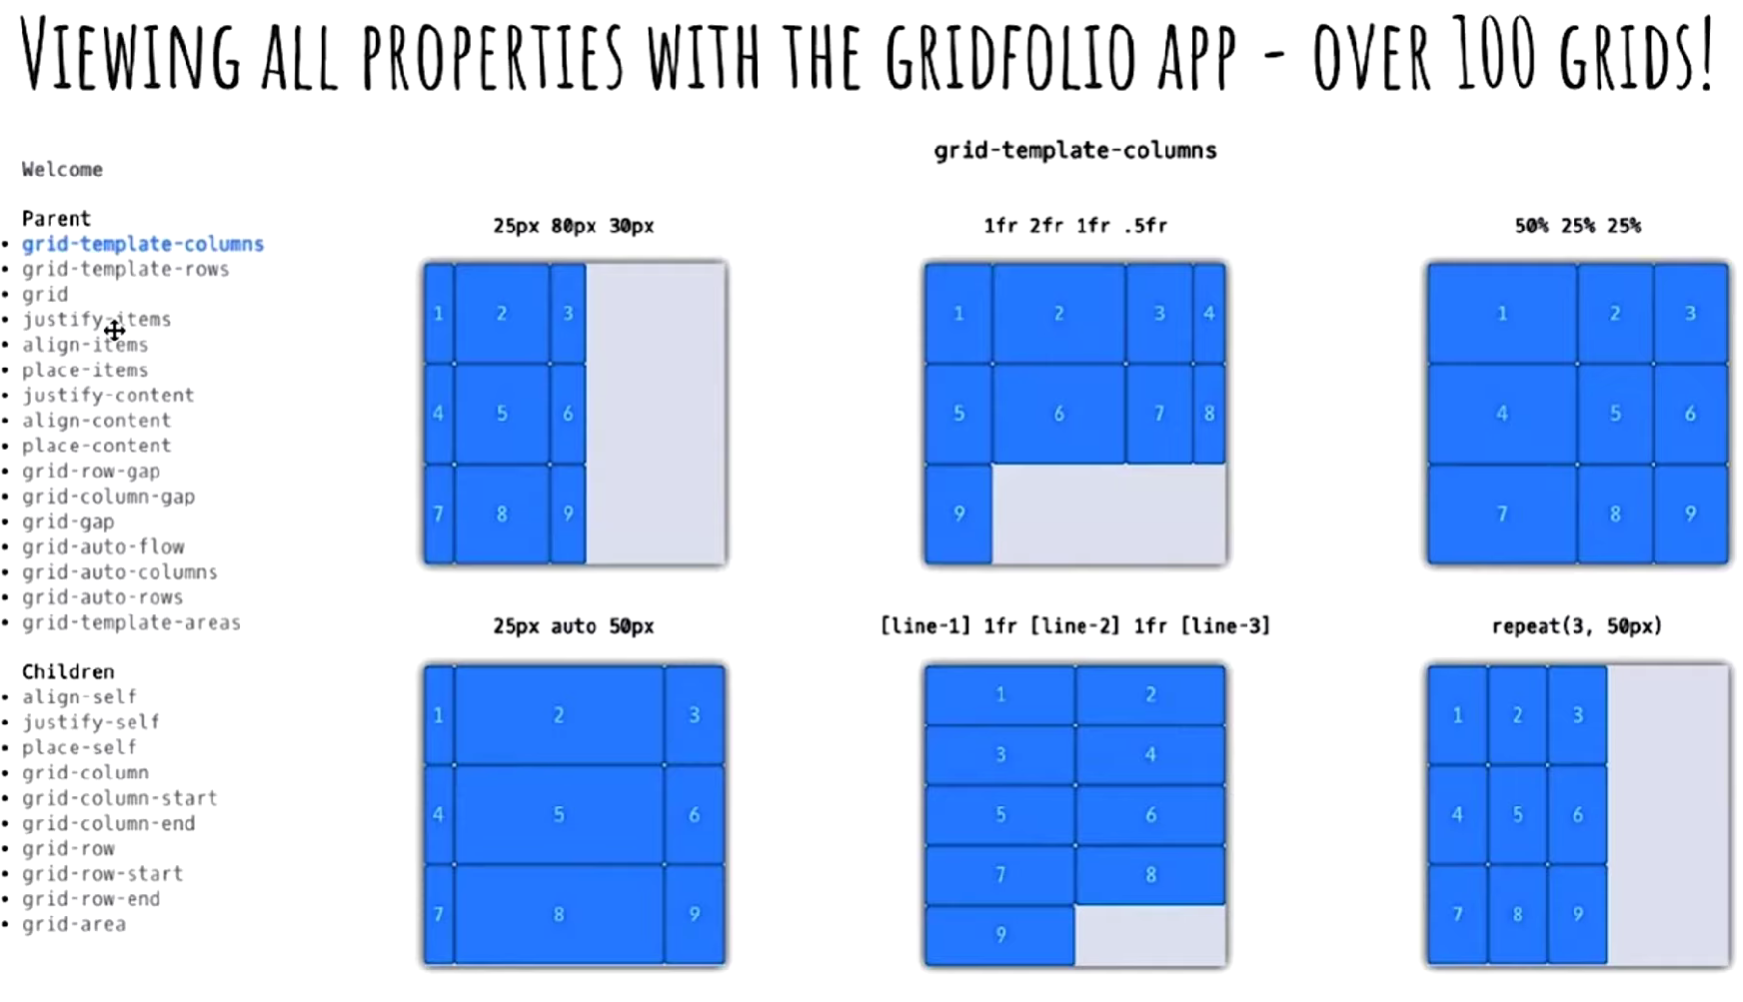 VIEWING ALL PROPERTIES WITH THE GRIDFOLIO APP - OVER 100 GRIDS!
Welcome
Parent
• grid-template-columns
• grid-template-rows
• grid
• justify-items
• align-items
• place-items
• justify-content
• align-content
• place-content
• grid-row-gap
• grid-column-gap
• grid-gap
• grid-auto-flow
• grid-auto-columns
• grid-auto-rows
• grid-template-areas
Children
• align-self
• justify-self
• place-self
• grid-column
• grid-column-start
• grid-column-end
• grid-row
• grid-row-start
• grid-row-end
• grid-area
grid-template-columns
25px 80px 30px
1 2 3
4 5 6
7 8 9
1fr 2fr 1fr .5fr
1 2 3 4
5 6 7 8
9
50% 25% 25%
1 2 3
4 5 6
7 8 9
25px auto 50px
1 2 3
4 5 6
7 8 9
[line-1] 1fr [line-2] 1fr [line-3]
1 2
3 4
5 6
7 8
9
repeat(3, 50px)
1 2 3
4 5 6
7 8 9